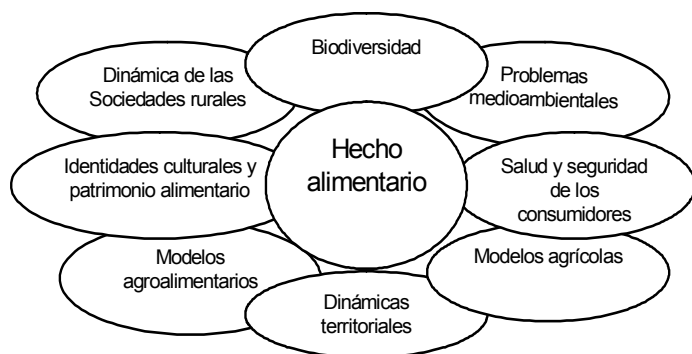 Biodiversidad
Dinámica de las
Sociedades rurales
Problemas
medioambientales
Identidades culturales y
patrimonio alimentario
Hecho
alimentario
Salud y seguridad
de los
consumidores
Modelos
agroalimentarios
Modelos agrícolas
Dinámicas
territoriales